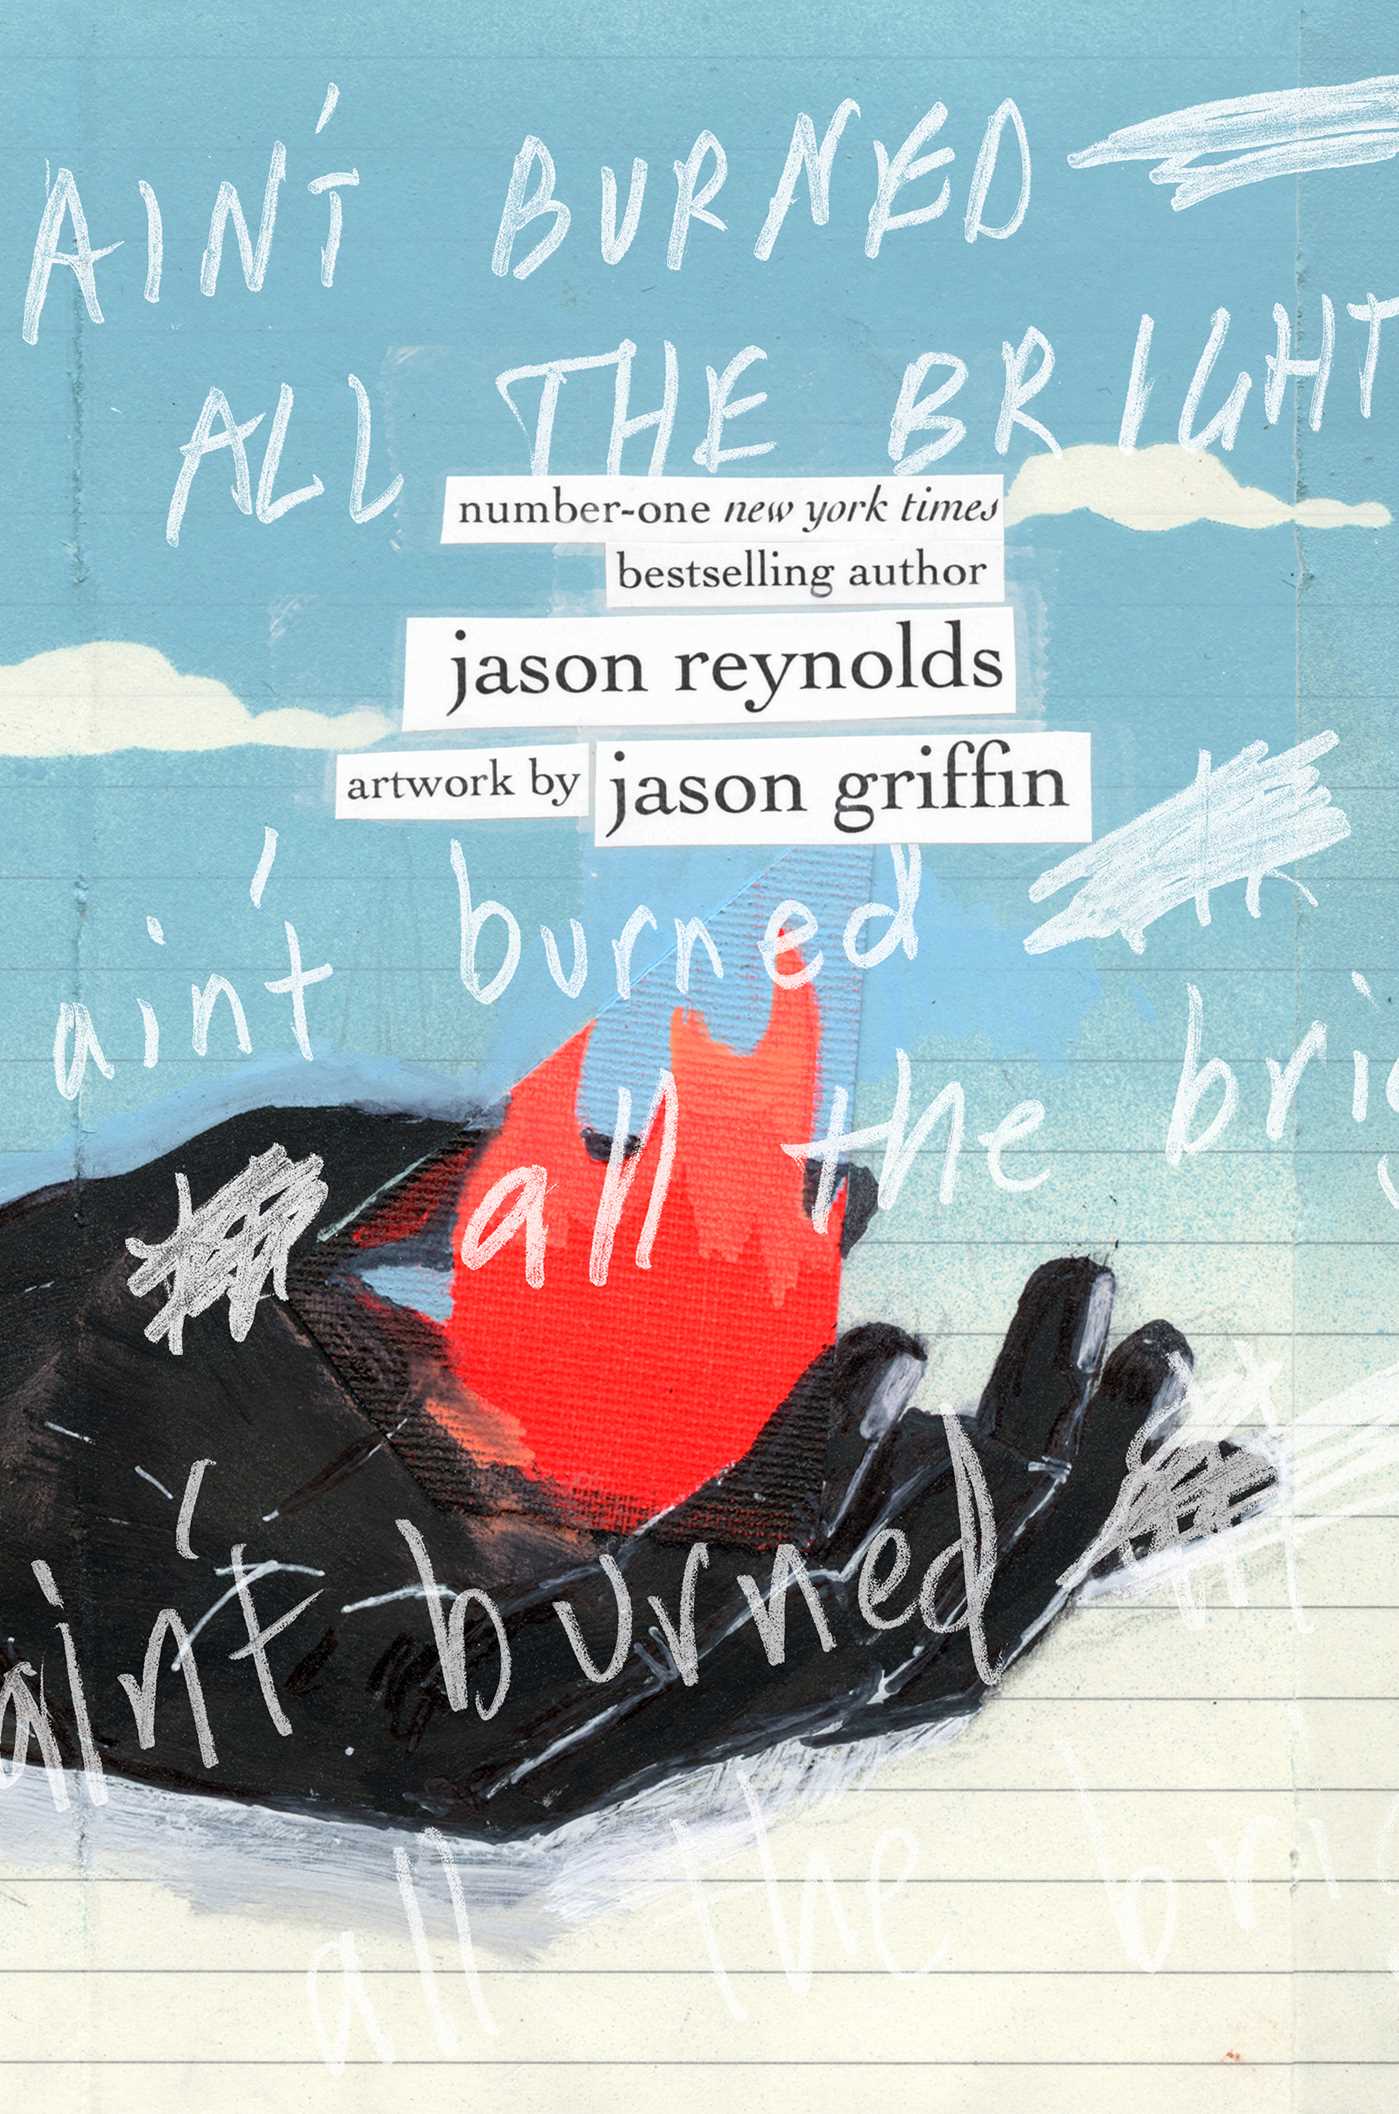 AIN'T BURNED
ALL THE BRIGHT
number-one new york times
bestselling author
jason reynolds
artwork by jason griffin
ain't burned
all the bri
ain't burned
all the bri